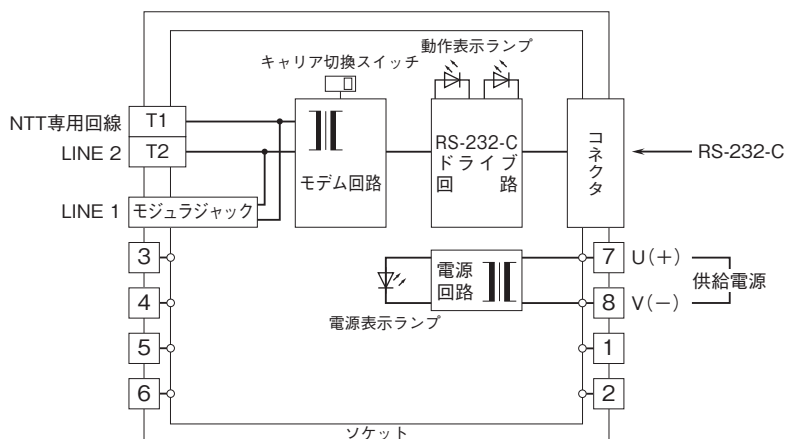 動作表示ランプ
キャリア切換スイッチ
NTT専用回線
T1
LINE 2
T2
LINE 1
モジュラジャック
モデム回路
RS-232-C
ドライブ
回　　路
コネクタ
RS-232-C
3
4
5
6
電源
回路
電源表示ランプ
7
U(+)
8
V(−)
供給電源
1
2
ソケット